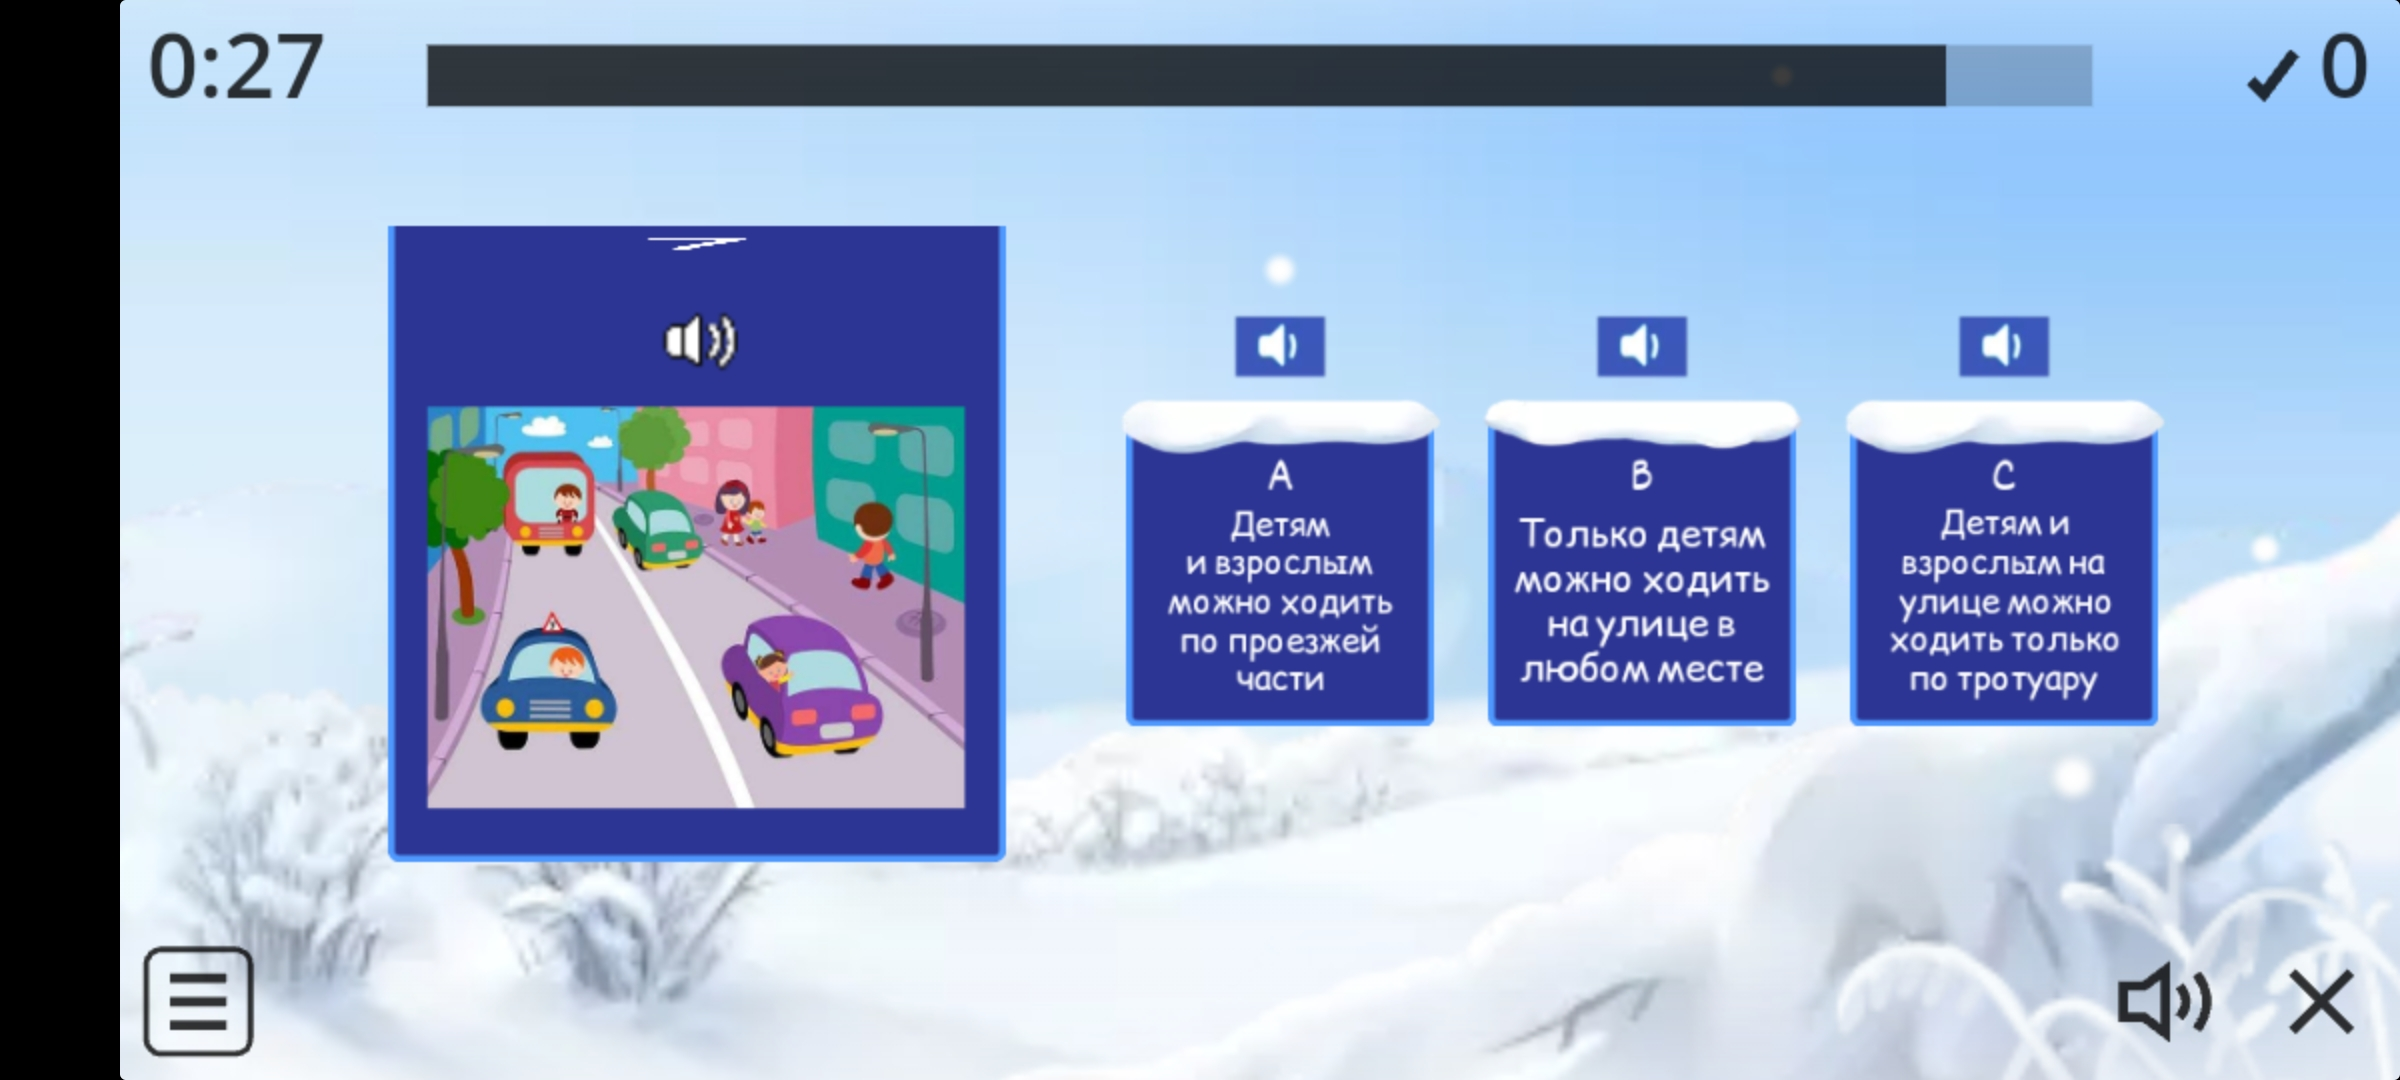 0:27
0
A
Детям
и взрослым
можно ходить
по проезжей
части
B
Только детям
можно ходить
на улице в
любом месте
C
Детям и
взрослым на
улице можно
ходить только
по тротуару